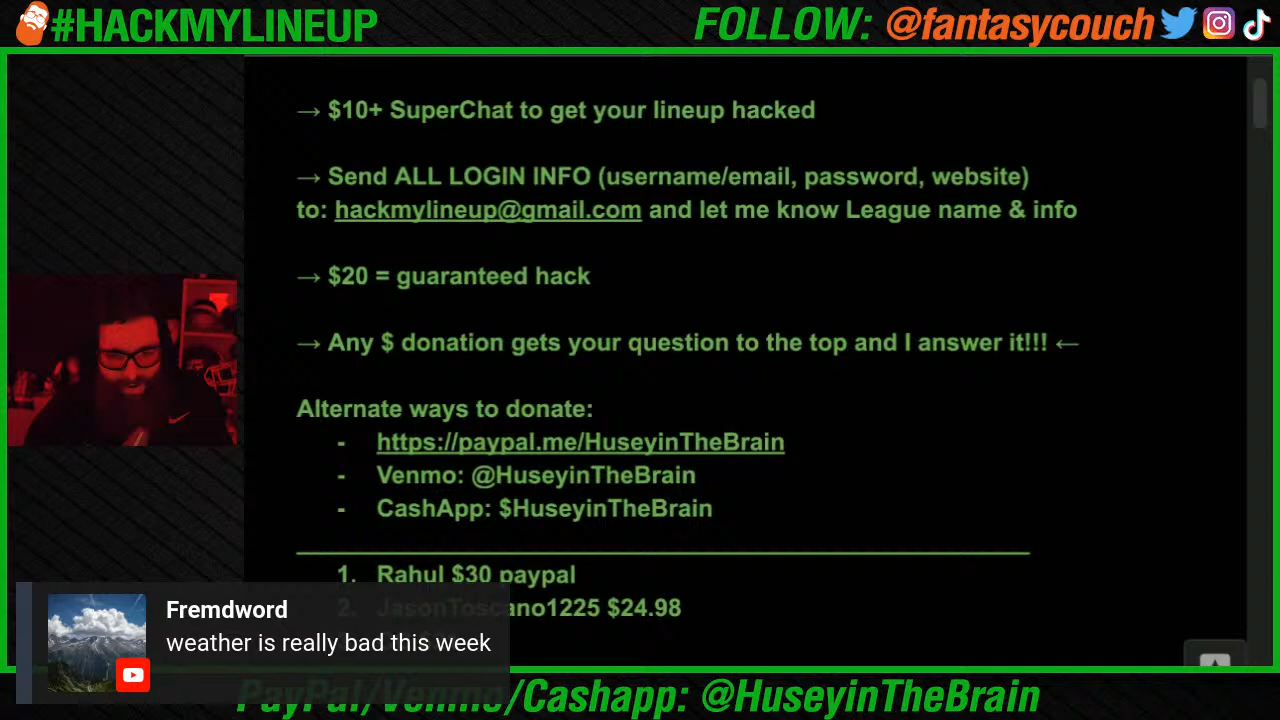 #HACKMYLINEUP
FOLLOW: @fantasycouch
→ $10+ SuperChat to get your lineup hacked
→ Send ALL LOGIN INFO (username/email, password, website)
to: hackmylineup@gmail.com and let me know League name & info
→ $20 = guaranteed hack
→ Any $ donation gets your question to the top and I answer it!!! ←
Alternate ways to donate:
- https://paypal.me/HuseyinTheBrain
- Venmo: @HuseyinTheBrain
- CashApp: $HuseyinTheBrain
1. Rahul $30 paypal
2. JasonToscano1225 $24.98
Fremdword
weather is really bad this week
PayPal/Venmo/Cashapp: @HuseyinTheBrain